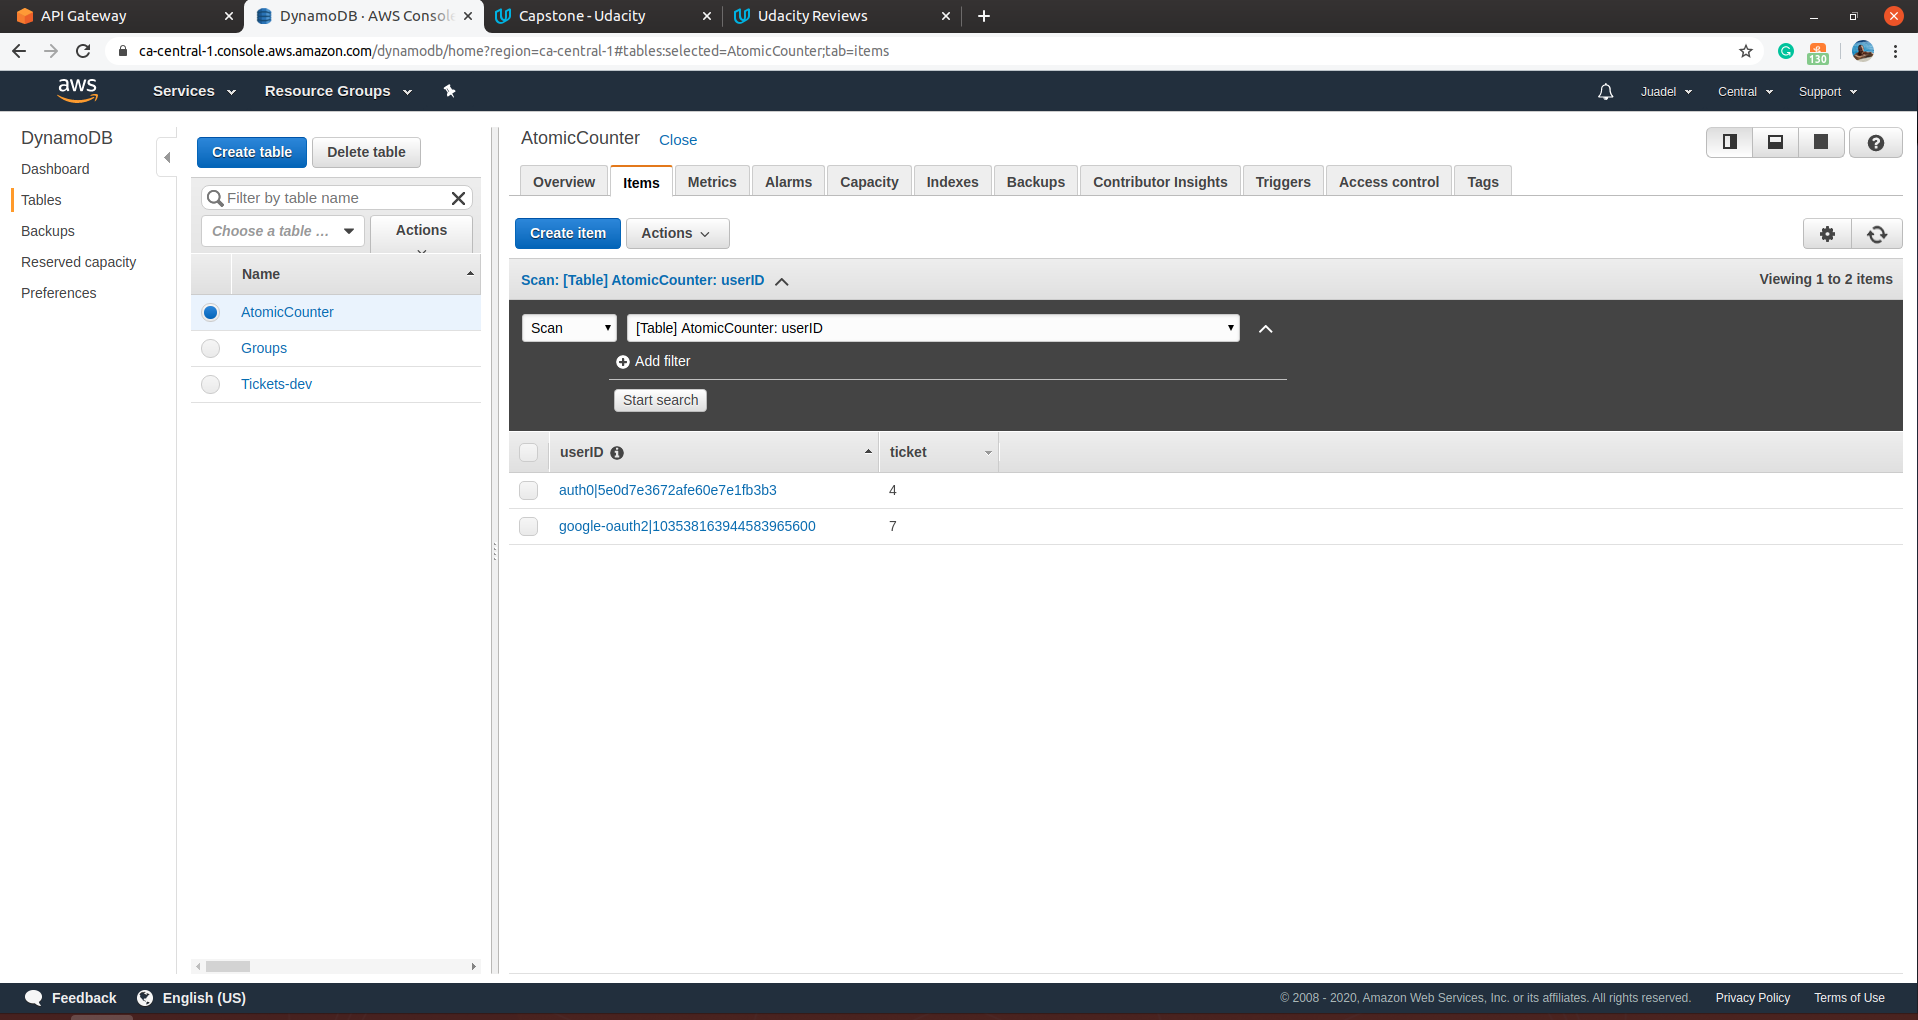 API Gateway
DynamoDB · AWS Console
Capstone - Udacity
Udacity Reviews
ca-central-1.console.aws.amazon.com/dynamodb/home?region=ca-central-1#tables:selected=AtomicCounter;tab=items
130
aws
Services
Resource Groups
Juadel
Central
Support
DynamoDB
Dashboard
Tables
Backups
Reserved capacity
Preferences
Create table
Delete table
Filter by table name
Choose a table ...
Actions
Name
AtomicCounter
Groups
Tickets-dev
AtomicCounter
Close
Overview
Items
Metrics
Alarms
Capacity
Indexes
Backups
Contributor Insights
Triggers
Access control
Tags
Create item
Actions
Scan: [Table] AtomicCounter: userID
Viewing 1 to 2 items
Scan
[Table] AtomicCounter: userID
Add filter
Start search
userID
ticket
auth0|5e0d7e3672afe60e7e1fb3b3
4
google-oauth2|103538163944583965600
7
Feedback
English (US)
© 2008 - 2020, Amazon Web Services, Inc. or its affiliates. All rights reserved.
Privacy Policy
Terms of Use